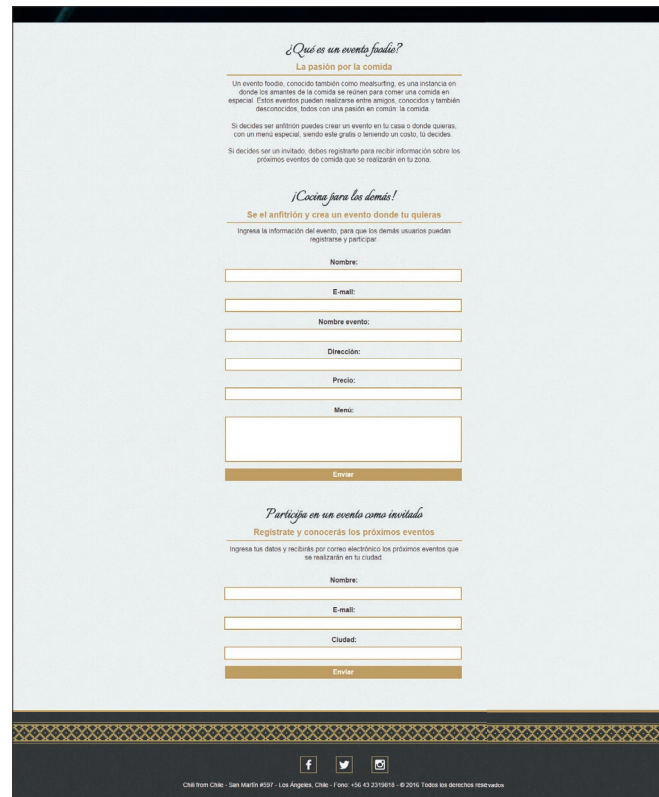 ¿Qué es un evento foodie?
La pasión por la comida
Un evento foodie, conocido también como mealsurfing, es una instancia en
donde los amantes de la comida se reúnen para comer una comida en
especial. Estos eventos pueden realizarse entre amigos, conocidos y también
desconocidos, todos con una pasión en común: la comida.
Si decides ser anfitrión puedes crear un evento en tu casa o donde quieras,
con un menú especial, siendo este gratis o teniendo un costo, tú decides.
Si decides ser un invitado, debes registrarte para recibir información sobre los
próximos eventos de comida que se realizarán en tu zona.
¡Cocina para los demás!
Se el anfitrión y crea un evento donde tu quieras
Ingresa la información del evento, para que los demás usuarios puedan
registrarse y participar
Nombre:
E-mail:
Nombre evento:
Dirección:
Precio:
Menú:
Enviar
Participa en un evento como invitado
Regístrate y conocerás los próximos eventos
Ingresa tus datos y recibirás por correo electrónico los próximos eventos que
se realizarán en tu ciudad.
Nombre:
E-mail:
Ciudad:
Enviar
Chili from Chile - San Martín #597 - Los Ángeles, Chile - Fono: +56 43 2319818 - © 2016 Todos los derechos reservados